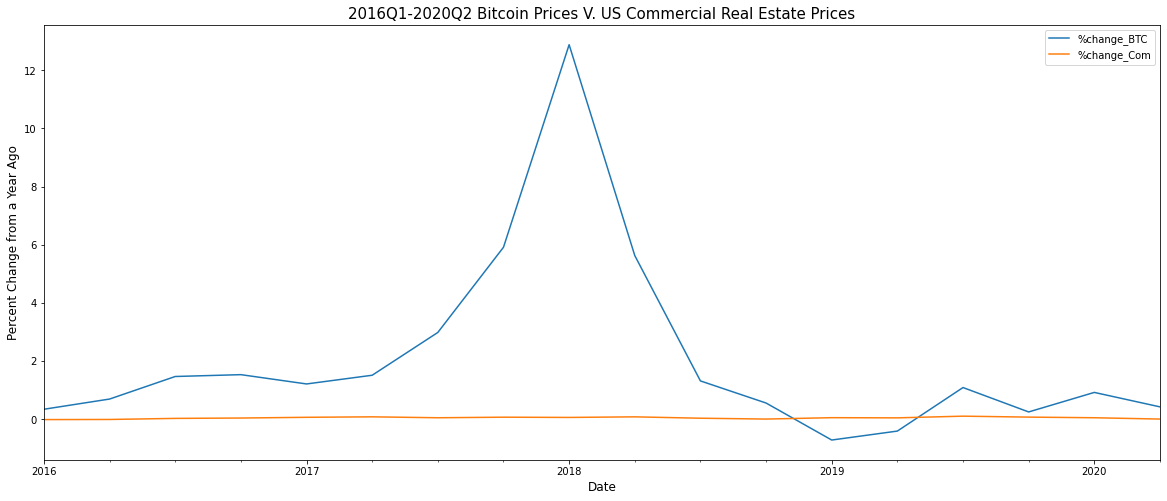 2016Q1-2020Q2 Bitcoin Prices V. US Commercial Real Estate Prices
%change_BTC
%change_Com
Percent Change from a Year Ago
12
10
8
6
4
2
0
2016
2017
2018
2019
2020
Date